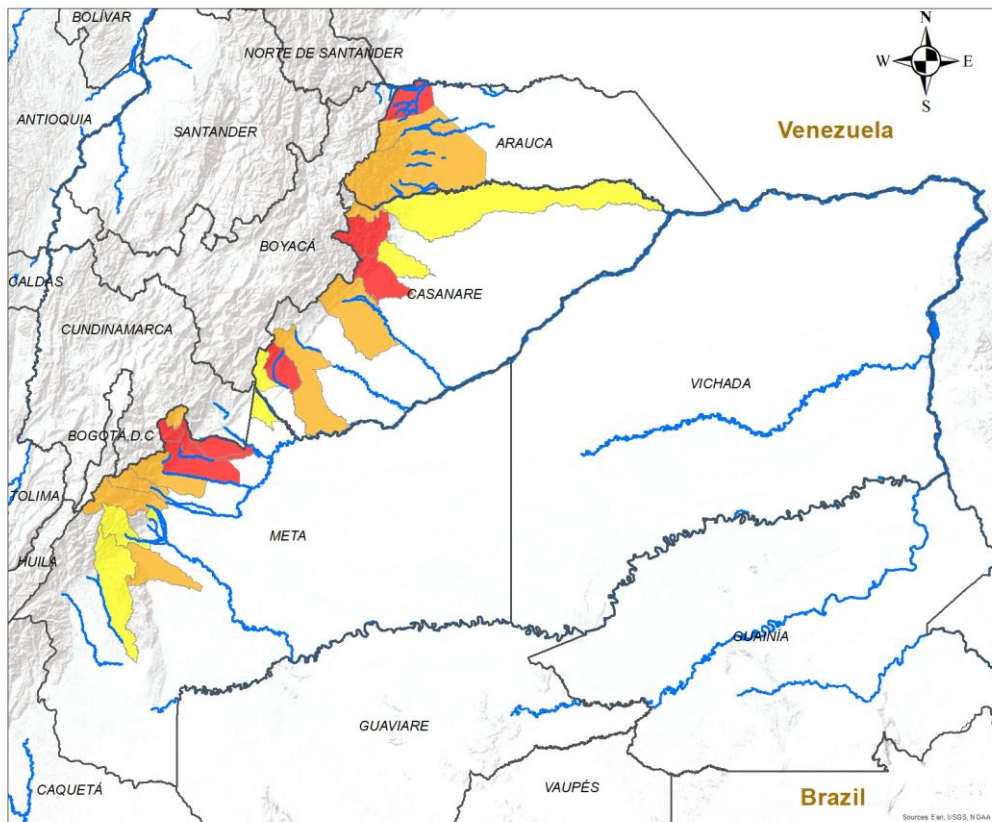 BOLÍVAR
N
NORTE DE SANTANDER
W E
S
ANTIOQUIA
SANTANDER
Venezuela
ARAUCA
BOYACÁ
CALDAS
CASANARE
CUNDINAMARCA
VICHADA
BOGOTÁ.D.C
TOLIMA
META
HUILA
GUAINÍA
GUAVIARE
CAQUETÁ
VAUPÉS
Brazil
Sources: Esri, USGS, NOAA